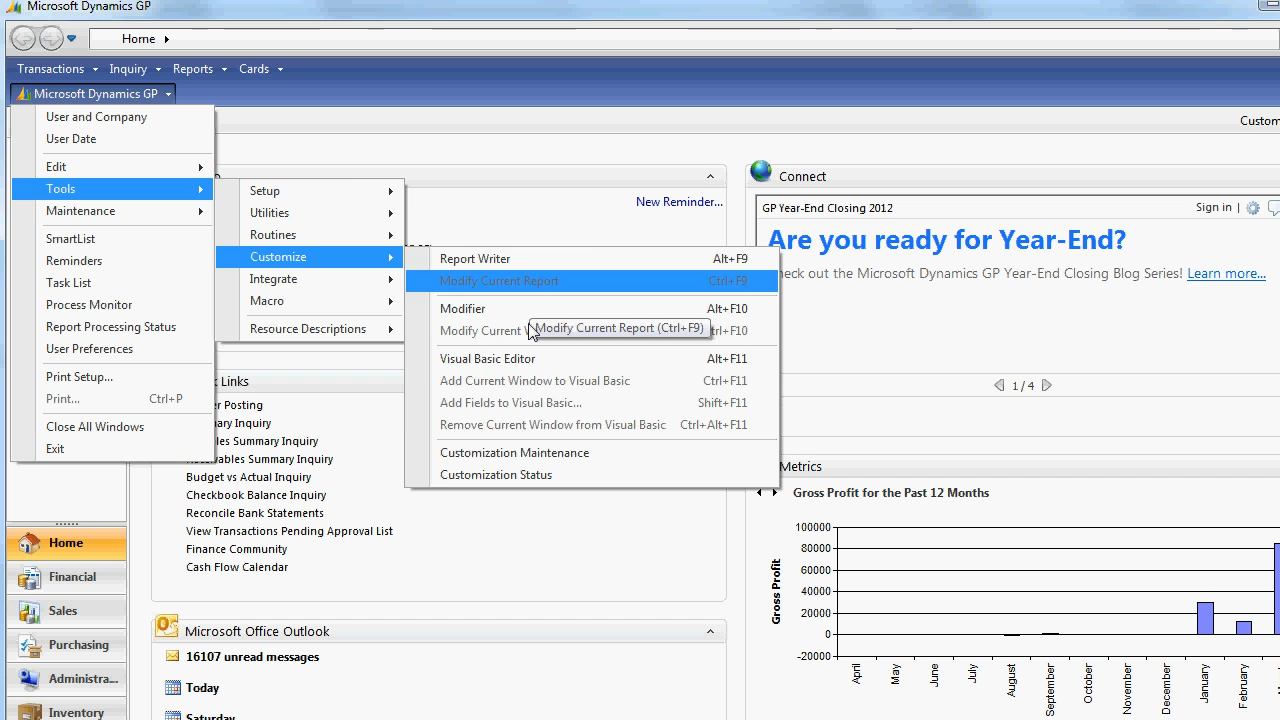 Microsoft Dynamics GP
Home
Transactions Inquiry Reports Cards
Microsoft Dynamics GP
User and Company
User Date
Edit
Tools
Maintenance
SmartList
Reminders
Task List
Process Monitor
Report Processing Status
User Preferences
Print Setup...
Print... Ctrl+P
Close All Windows
Exit
Setup
Utilities
Routines
Customize
Integrate
Macro
Resource Descriptions
Report Writer Alt+F9
Modify Current Report Ctrl+F9
Modifier Alt+F10
Modify Current
Modify Current Report (Ctrl+F9)
Visual Basic Editor Alt+F11
Add Current Window to Visual Basic Ctrl+F11
Add Fields to Visual Basic... Shift+F11
Remove Current Window from Visual Basic Ctrl+Alt+F11
Customization Maintenance
Customization Status
New Reminder...
Links
Posting
Inquiry
Summary Inquiry
Receivables Summary Inquiry
Budget vs Actual Inquiry
Checkbook Balance Inquiry
Reconcile Bank Statements
View Transactions Pending Approval List
Finance Community
Cash Flow Calendar
Microsoft Office Outlook
16107 unread messages
Today
Saturday
Home
Financial
Sales
Purchasing
Administra...
Inventory
Custom
Connect
GP Year-End Closing 2012 Sign in |
Are you ready for Year-End?
out the Microsoft Dynamics GP Year-End Closing Blog Series! Learn more...
1 / 4
Metrics
Gross Profit for the Past 12 Months
Gross Profit
100000
80000
60000
40000
20000
0
-20000
April
May
June
July
August
September
October
November
December
January
February